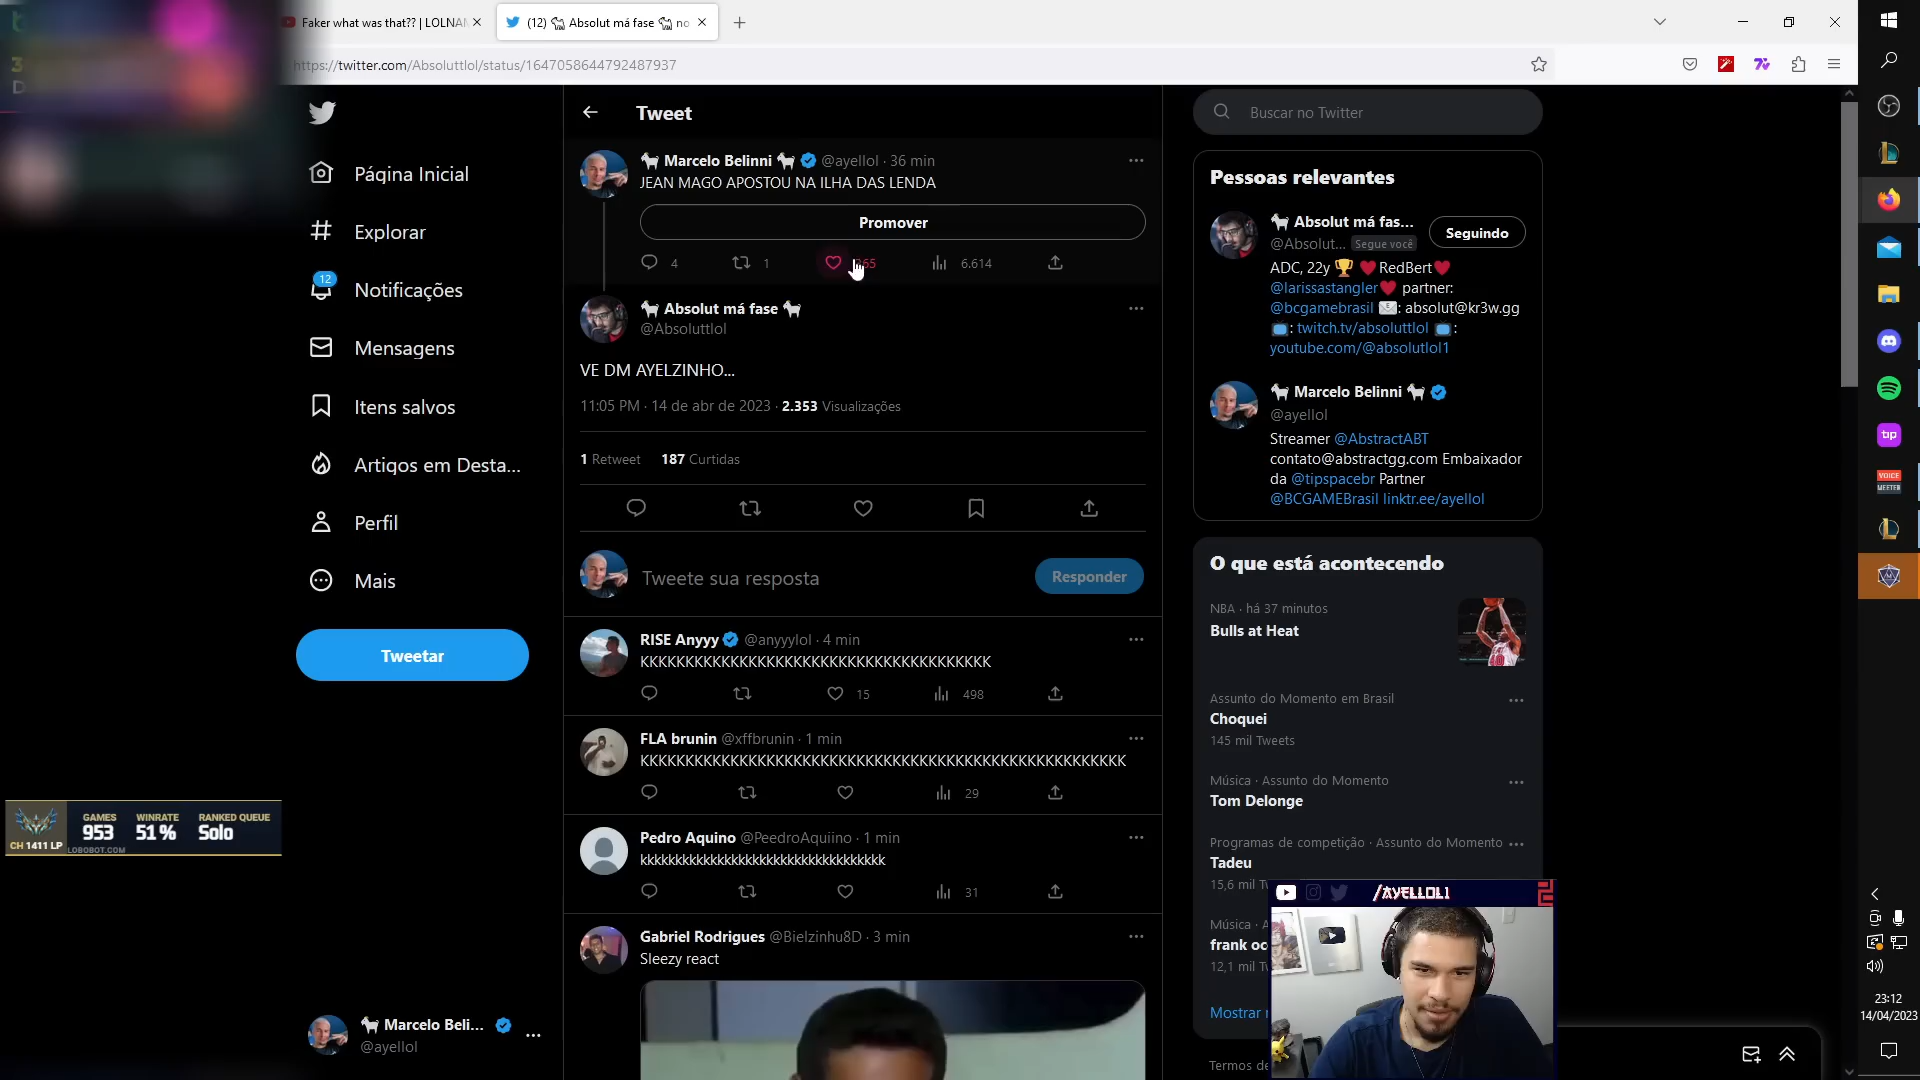 Faker what was that?? | LOLNA
(12) 🐐 Absolut má fase 🐐 no
https://twitter.com/Absoluttlol/status/1647058644792487937
Página Inicial
Explorar
12
Notificações
Mensagens
Itens salvos
Artigos em Desta...
Perfil
Mais
Tweetar
GAMES WINRATE RANKED QUEUE
953 51% Solo
CH 1411 LP LOBOBOT.COM
🐐 Marcelo Beli...
@ayellol
Tweet
🐐 Marcelo Belinni 🐐 @ayellol · 36 min
JEAN MAGO APOSTOU NA ILHA DAS LENDA
Promover
4 1 265 6.614
🐐 Absolut má fase 🐐
@Absoluttlol
VE DM AYELZINHO...
11:05 PM · 14 de abr de 2023 · 2.353 Visualizações
1 Retweet 187 Curtidas
Tweete sua resposta
Responder
RISE Anyyy @anyyylol · 4 min
KKKKKKKKKKKKKKKKKKKKKKKKKKKKKKKKKKKKKKK
15 498
FLA brunin @xffbrunin · 1 min
KKKKKKKKKKKKKKKKKKKKKKKKKKKKKKKKKKKKKKKKKKKKKKKKKKKKKK
29
Pedro Aquino @PeedroAquiino · 1 min
kkkkkkkkkkkkkkkkkkkkkkkkkkkkkkkkkk
31
Gabriel Rodrigues @Bielzinhu8D · 3 min
Sleezy react
Buscar no Twitter
Pessoas relevantes
🐐 Absolut má fas...
@Absolut... Segue você
Seguindo
ADC, 22y 🏆 ❤️RedBert❤️
@larissastangler❤️ partner:
@bcgamebrasil ✉️: absolut@kr3w.gg
📺: twitch.tv/absoluttlol 📺:
youtube.com/@absolutlol1
🐐 Marcelo Belinni 🐐
@ayellol
Streamer @AbstractABT
contato@abstractgg.com Embaixador
da @tipspacebr Partner
@BCGAMEBrasil linktr.ee/ayellol
O que está acontecendo
NBA · há 37 minutos
Bulls at Heat
Assunto do Momento em Brasil
Choquei
145 mil Tweets
Música · Assunto do Momento
Tom Delonge
Programas de competição · Assunto do Momento
Tadeu
15,6 mil T
Música · A
frank oc
12,1 mil T
Mostrar
Termos de
/AYELLOL1
tip
VOICE
MEETER
23:12
14/04/2023